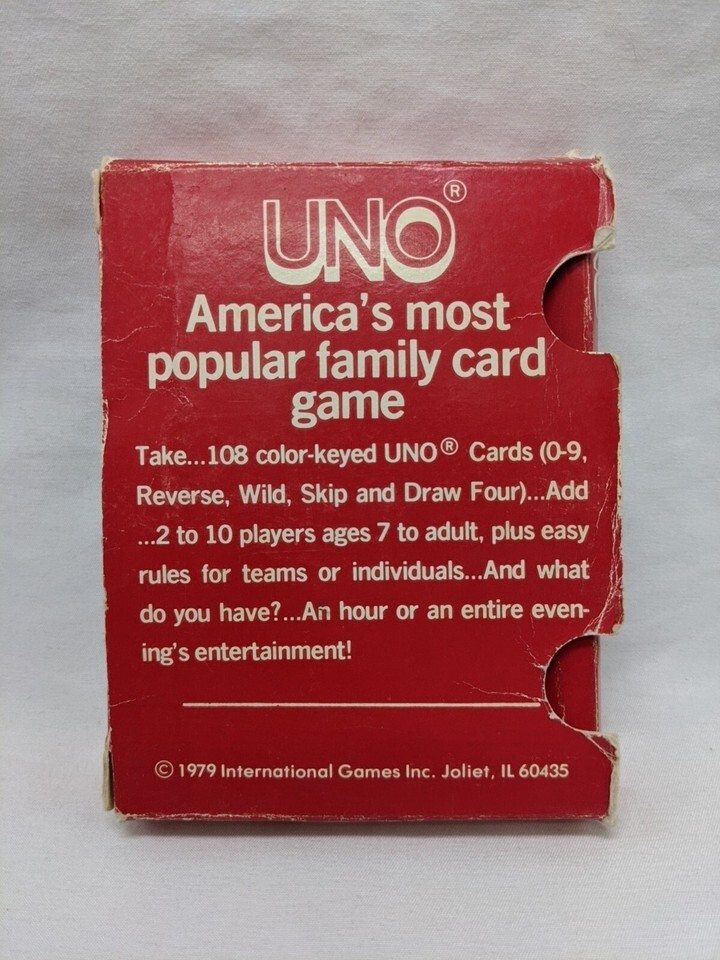 UNO®
America's most
popular family card
game
Take...108 color-keyed UNO® Cards (0-9,
Reverse, Wild, Skip and Draw Four)...Add
...2 to 10 players ages 7 to adult, plus easy
rules for teams or individuals...And what
do you have?...An hour or an entire even-
ing's entertainment!
© 1979 International Games Inc. Joliet, IL 60435